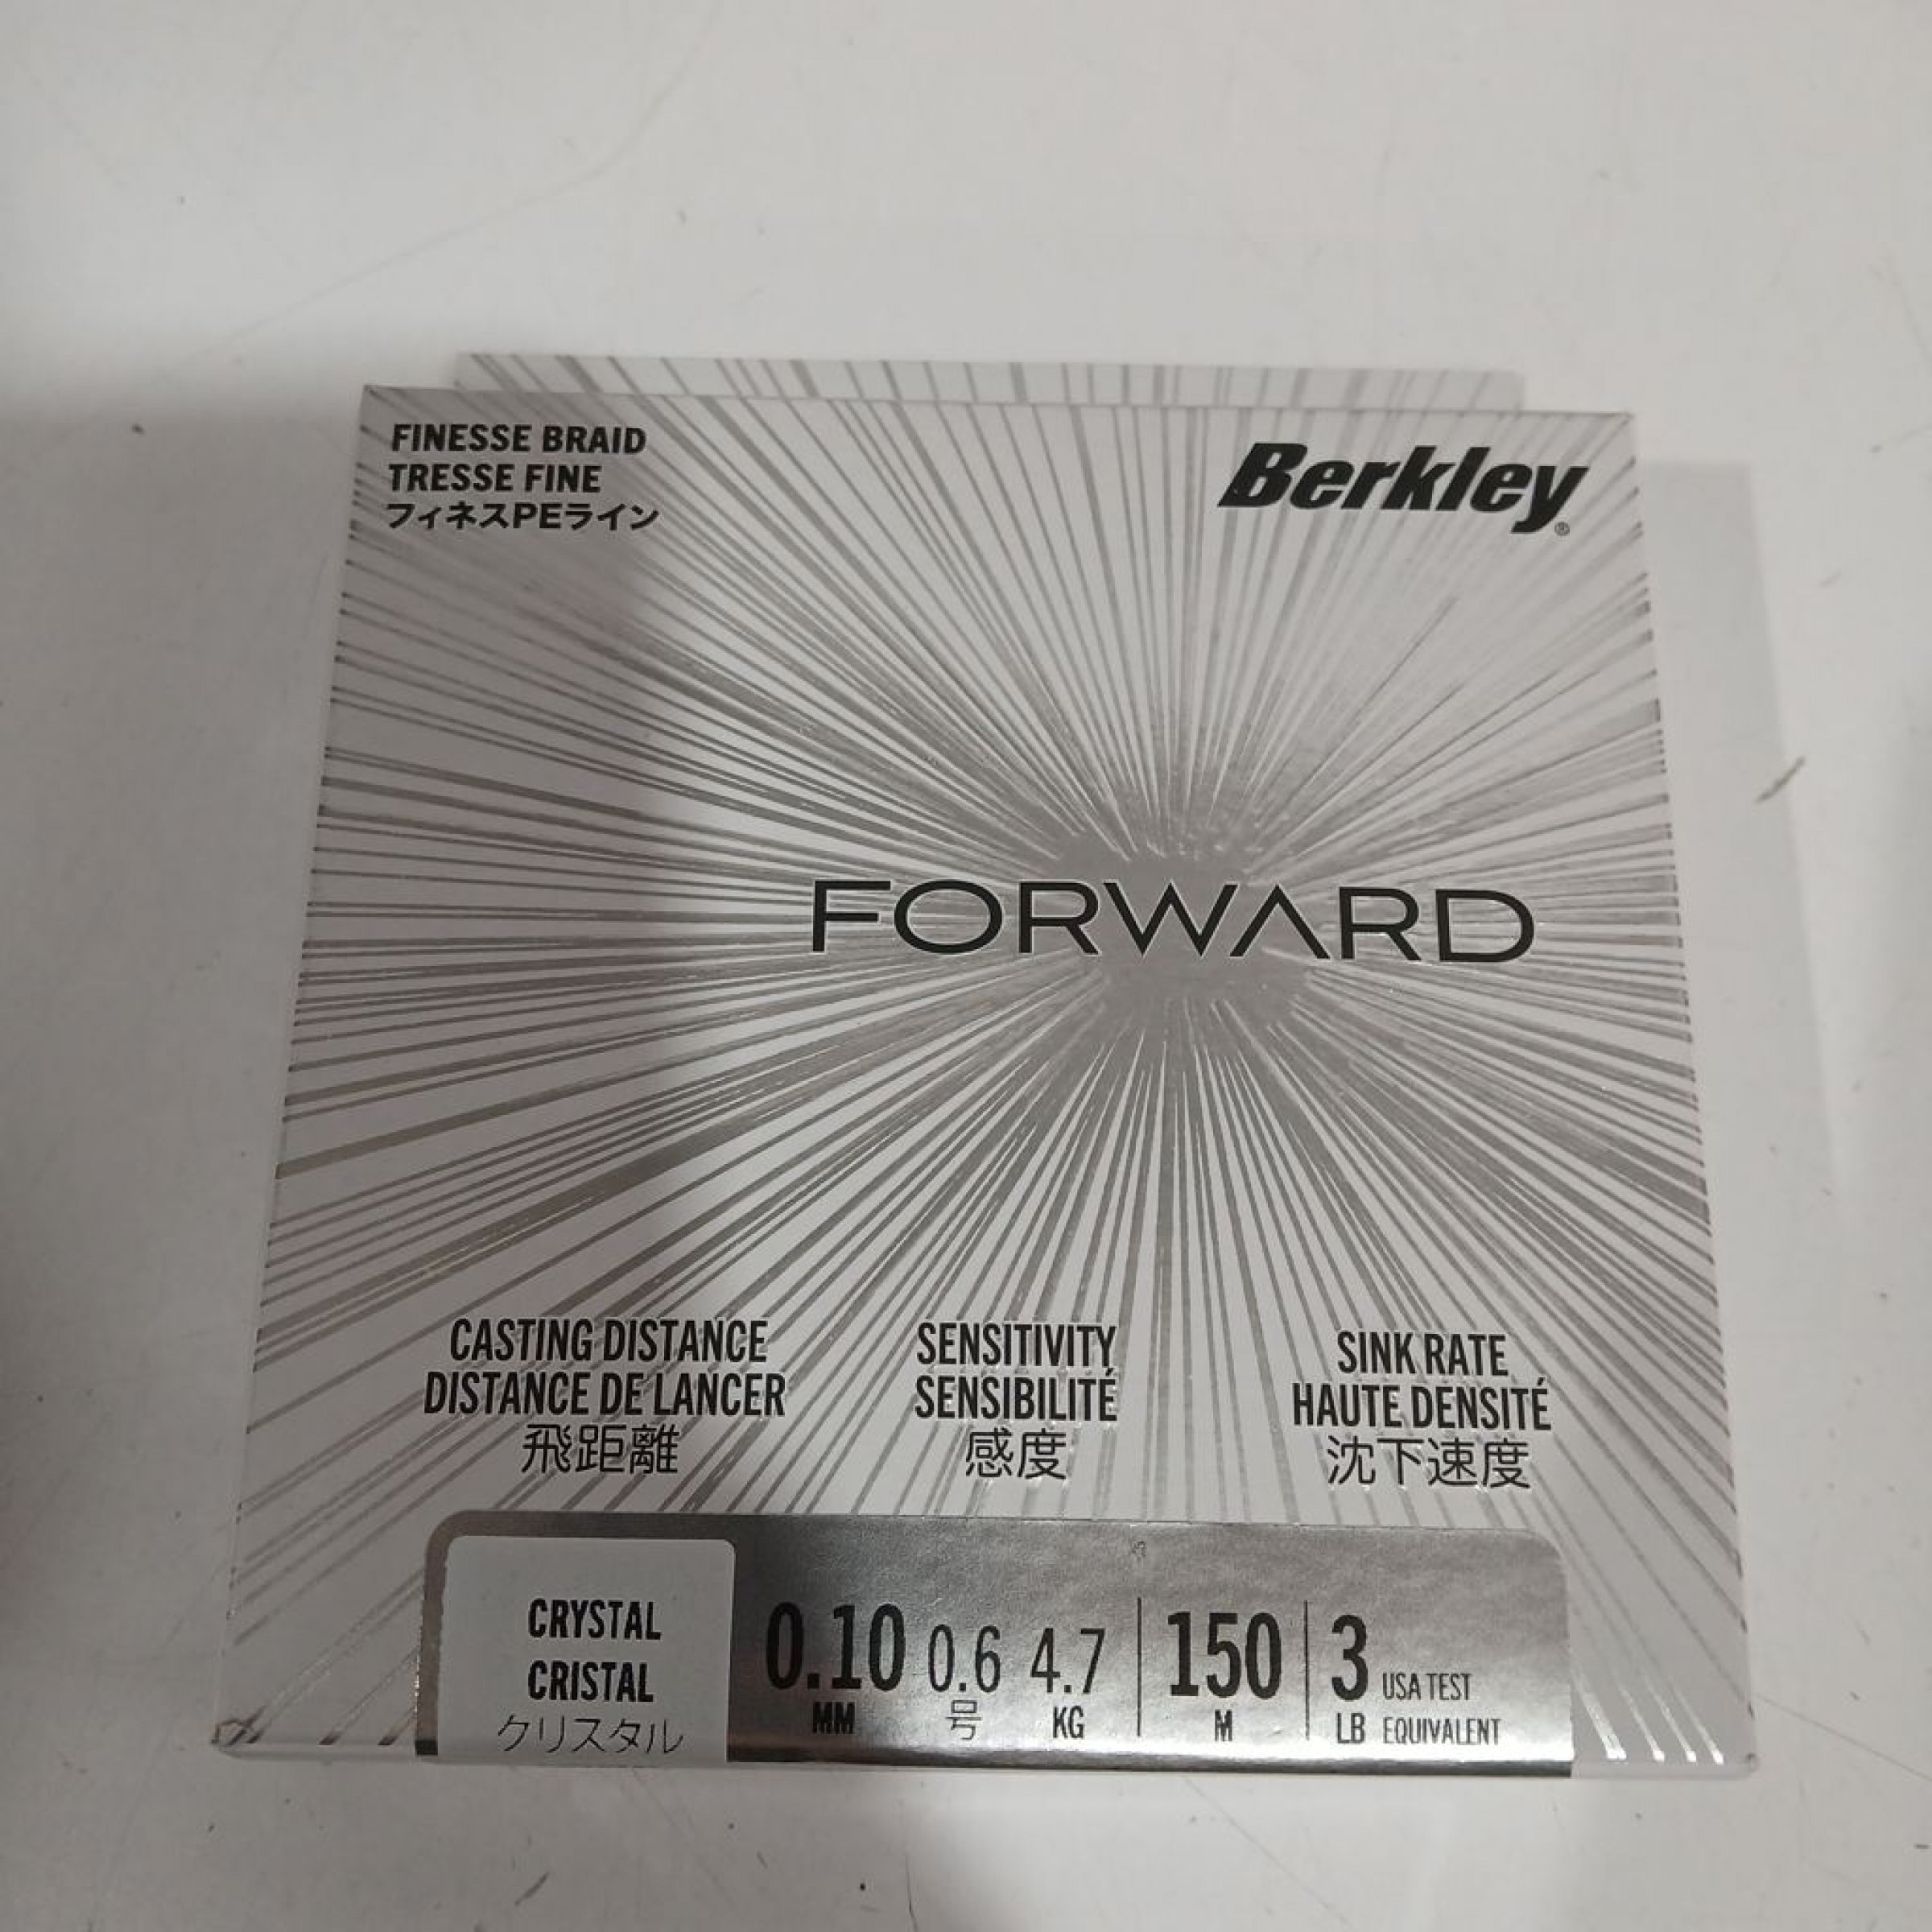 FINESSE BRAID
TRESSE FINE
フィネスPEライン
Berkley®
FORWARD
CASTING DISTANCE
DISTANCE DE LANCER
飛距離
SENSITIVITY
SENSIBILITÉ
感度
SINK RATE
HAUTE DENSITÉ
沈下速度
CRYSTAL
CRISTAL
クリスタル
0.10 0.6 4.7 150 3 USA TEST
MM 号 KG M LB EQUIVALENT